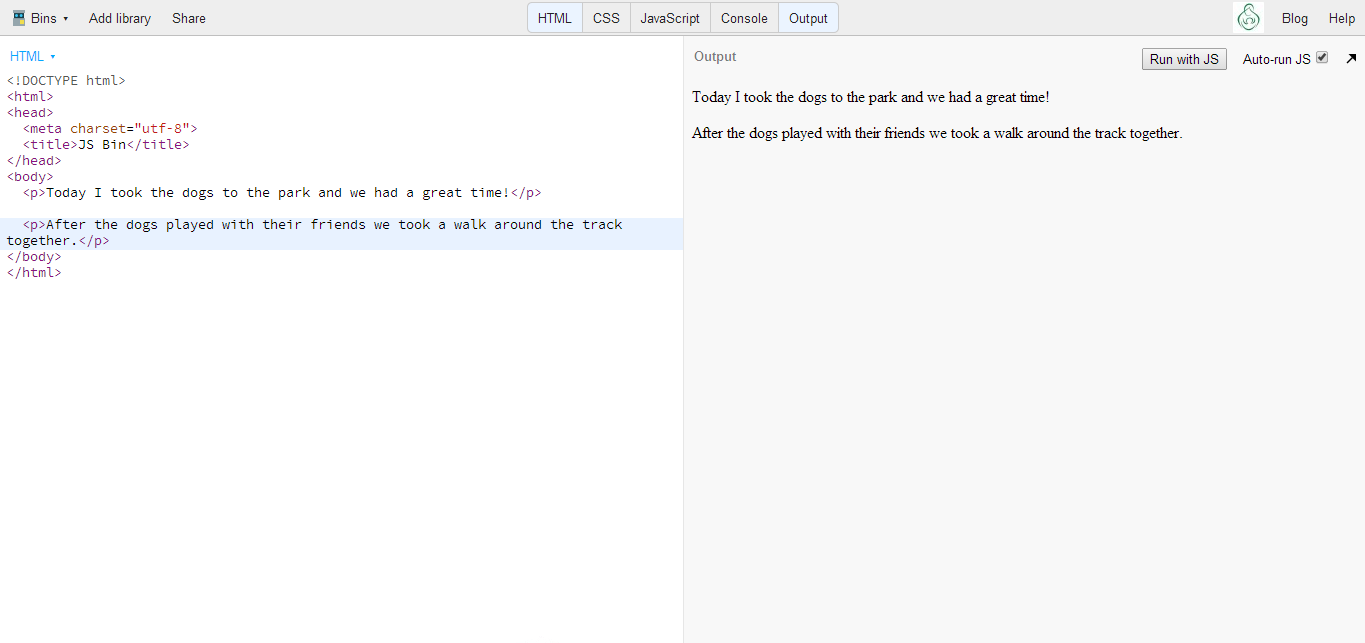 Bins ▾ Add library Share HTML CSS JavaScript Console Output Blog Help
HTML ▾
<!DOCTYPE html>
<html>
<head>
  <meta charset="utf-8">
  <title>JS Bin</title>
</head>
<body>
  <p>Today I took the dogs to the park and we had a great time!</p>

  <p>After the dogs played with their friends we took a walk around the track
together.</p>
</body>
</html>
Output Run with JS Auto-run JS
Today I took the dogs to the park and we had a great time!
After the dogs played with their friends we took a walk around the track together.